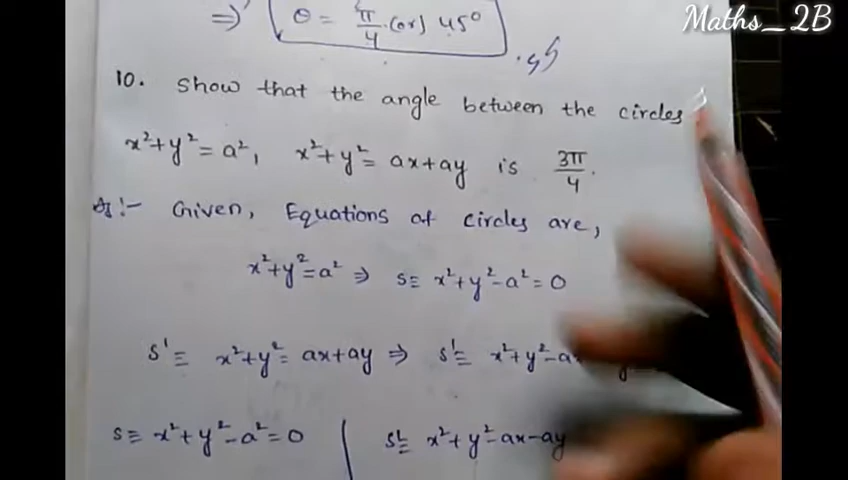 Maths_2B
⇒ θ = π/4 (or) 45°
10. Show that the angle between the circles
x²+y²=a², x²+y²=ax+ay is 3π/4.
Given, Equations of circles are,
x²+y²=a² ⇒ s≡ x²+y²-a²=0
s'≡ x²+y²=ax+ay ⇒ s'≡ x²+y²-a
s≡ x²+y²-a²=0 | s'≡ x²+y²-ax-ay